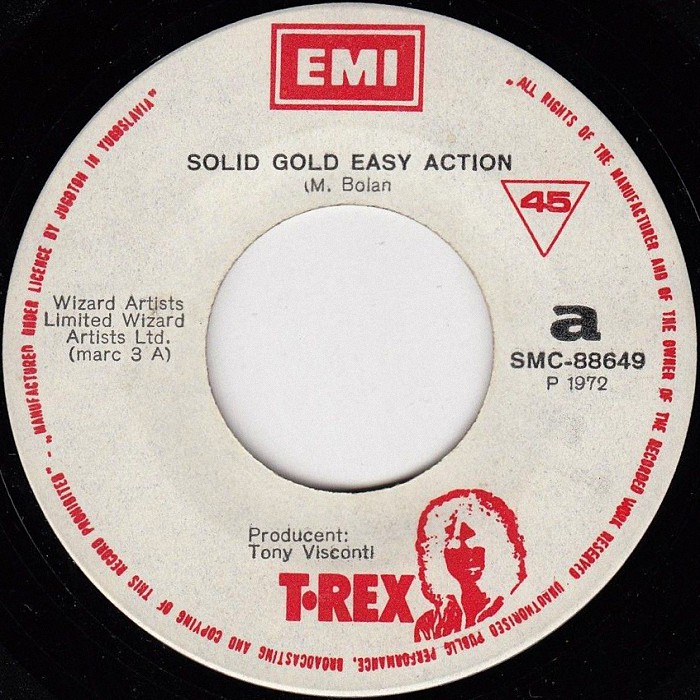 EMI
SOLID GOLD EASY ACTION
(M. Bolan
45
Wizard Artists
Limited Wizard
Artists Ltd.
(marc 3 A)
a
SMC-88649
P 1972
Producent:
Tony Visconti
T•REX
„ALL RIGHTS OF THE MANUFACTURER AND OF THE OWNER OF THE RECORDED WORK RESERVED UNAUTHORISED PUBLIC PERFORMANCE, BROADCASTING AND COPYING OF THIS RECORD PROHIBITED" - „MANUFACTURED UNDER LICENCE BY JUGOTON IN YUGOSLAVIA"